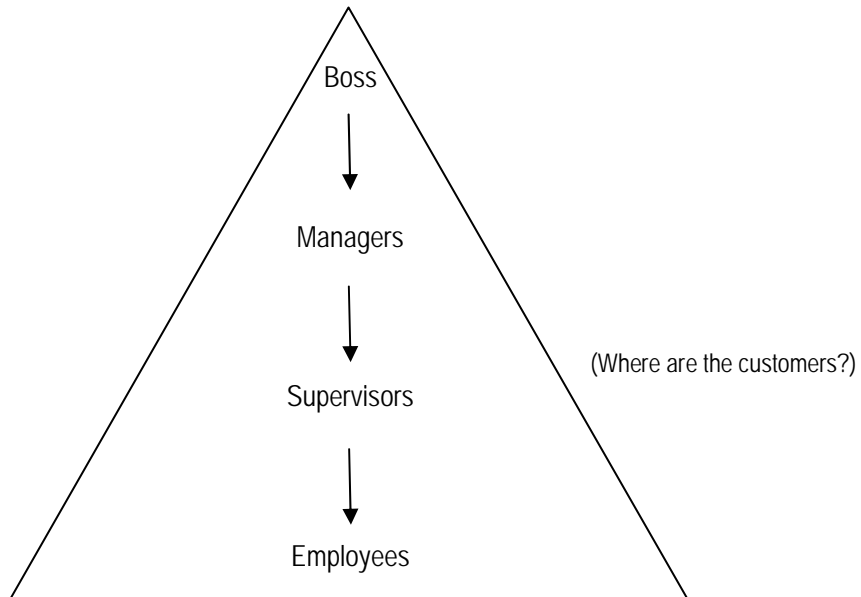 Boss
Managers
(Where are the customers?)
Supervisors
Employees